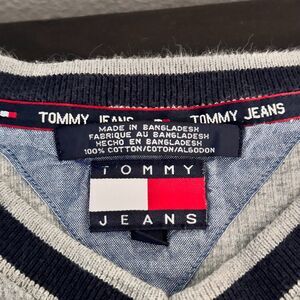 TOMMY JEANS TOMMY JEANS
MADE IN BANGLADESH
FABRIQUE AU BANGLADESH
HECHO EN BANGLADESH
100% COTTON/COTON/ALGODON
TOMMY
JEANS